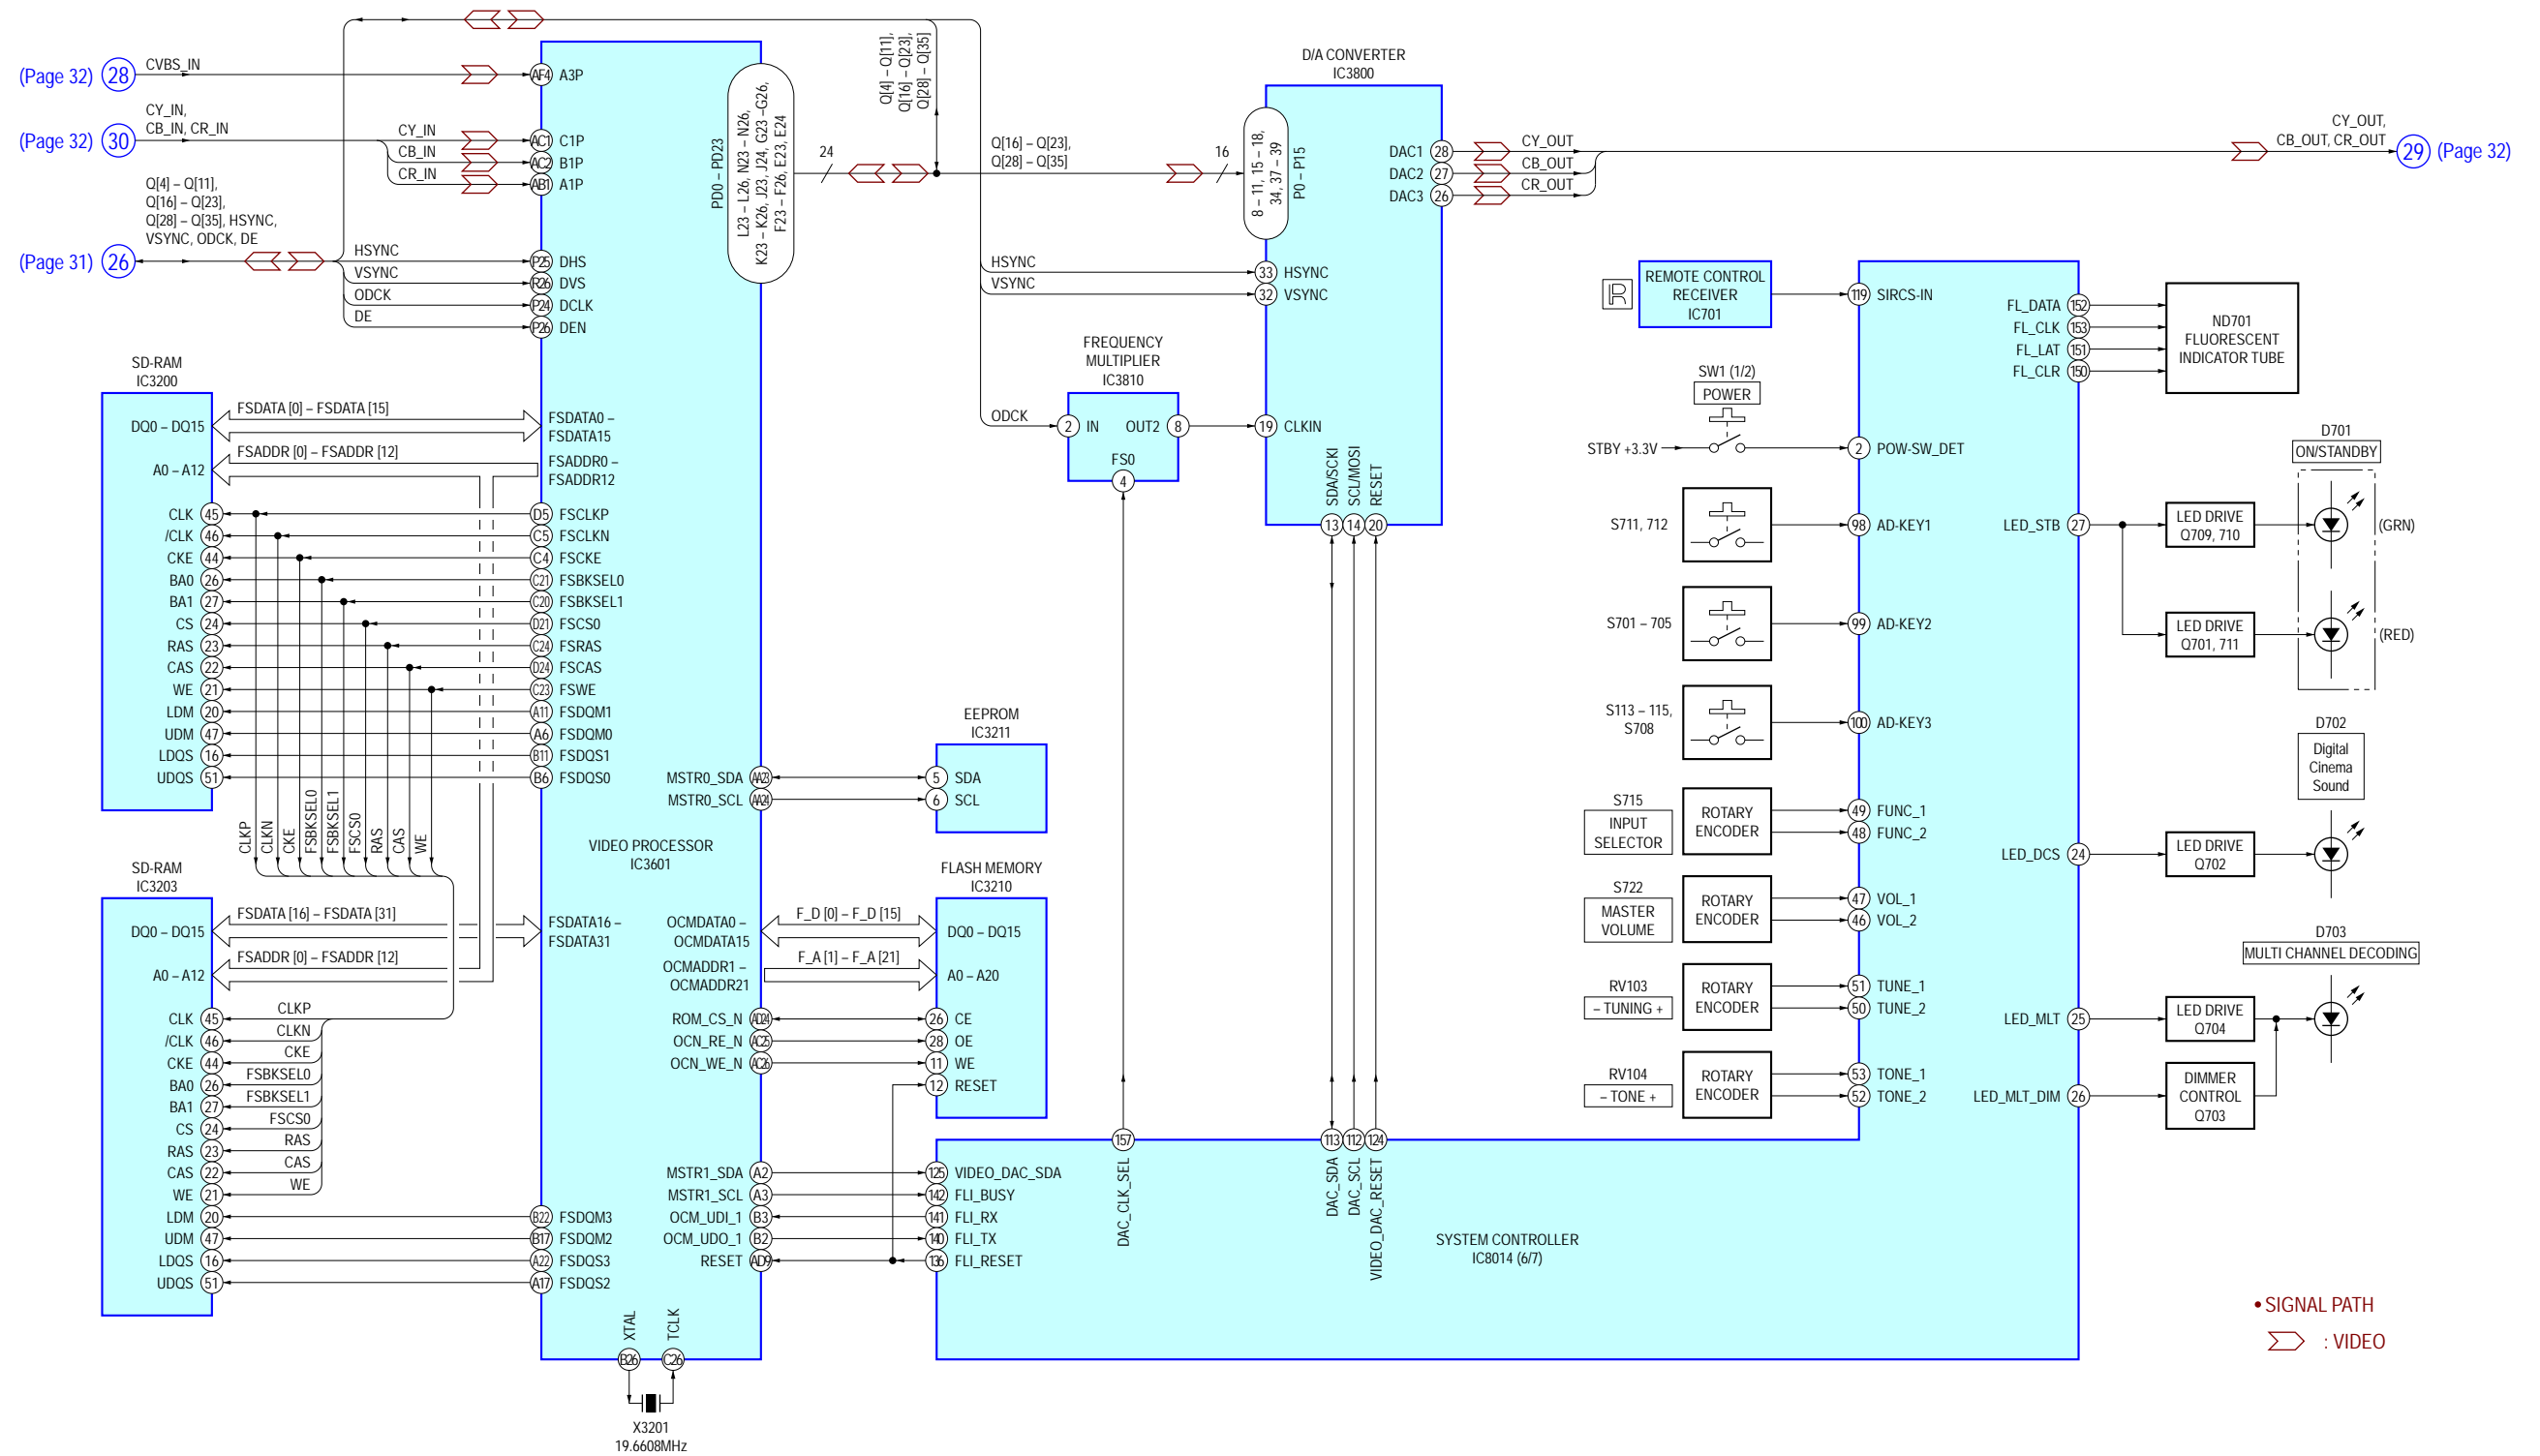 (Page 32) 28 CVBS_IN
AF4 A3P
(Page 32) 30
CY_IN,
CB_IN, CR_IN
CY_IN AC1 C1P
CB_IN AC2 B1P
CR_IN AB1 A1P
Q[4] – Q[11],
Q[16] – Q[23],
Q[28] – Q[35], HSYNC,
VSYNC, ODCK, DE
(Page 31) 26
HSYNC P25 DHS
VSYNC R26 DVS
ODCK P24 DCLK
DE P26 DEN
PD0 – PD23
L23 – L26, N23 – N26,
K23 – K26, J23, J24, G23 –G26,
F23 – F26, E23, E24
24
Q[4] – Q[11],
Q[16] – Q[23],
Q[28] – Q[35]
Q[16] – Q[23],
Q[28] – Q[35]
16
D/A CONVERTER
IC3800
8 – 11, 15 – 18,
34, 37 – 39
P0 – P15
DAC1 28 CY_OUT
DAC2 27 CB_OUT
DAC3 26 CR_OUT
CY_OUT,
CB_OUT, CR_OUT
29 (Page 32)
HSYNC 33 HSYNC
VSYNC 32 VSYNC
FREQUENCY
MULTIPLIER
IC3810
ODCK 2 IN OUT2 8 19 CLKIN
FS0
4
SDA/SCKI
SCL/MOSI
RESET
13 14 20
SD-RAM
IC3200
DQ0 – DQ15 FSDATA [0] – FSDATA [15] FSDATA0 –
FSDATA15
A0 – A12 FSADDR [0] – FSADDR [12] FSADDR0 –
FSADDR12
CLK 45 D5 FSCLKP
/CLK 46 C5 FSCLKN
CKE 44 C4 FSCKE
BA0 26 C21 FSBKSEL0
BA1 27 C20 FSBKSEL1
CS 24 D21 FSCS0
RAS 23 C24 FSRAS
CAS 22 D24 FSCAS
WE 21 C23 FSWE
LDM 20 A11 FSDQM1
UDM 47 A6 FSDQM0
LDQS 16 B11 FSDQS1
UDQS 51 B6 FSDQS0
CLKP
CLKN
CKE
FSBKSEL0
FSBKSEL1
FSCS0
RAS
CAS
WE
VIDEO PROCESSOR
IC3601
EEPROM
IC3211
MSTR0_SDA AA23 5 SDA
MSTR0_SCL AA24 6 SCL
SD-RAM
IC3203
DQ0 – DQ15 FSDATA [16] – FSDATA [31] FSDATA16 –
FSDATA31
A0 – A12 FSADDR [0] – FSADDR [12]
CLK 45 CLKP
/CLK 46 CLKN
CKE 44 CKE
BA0 26 FSBKSEL0
BA1 27 FSBKSEL1
CS 24 FSCS0
RAS 23 RAS
CAS 22 CAS
WE 21 WE
LDM 20 B22 FSDQM3
UDM 47 B17 FSDQM2
LDQS 16 A22 FSDQS3
UDQS 51 A17 FSDQS2
FLASH MEMORY
IC3210
OCMDATA0 –
OCMDATA15
F_D [0] – F_D [15] DQ0 – DQ15
OCMADDR1 –
OCMADDR21
F_A [1] – F_A [21] A0 – A20
ROM_CS_N AD24 26 CE
OCN_RE_N AC25 28 OE
OCN_WE_N AC26 11 WE
12 RESET
MSTR1_SDA A2 125 VIDEO_DAC_SDA
MSTR1_SCL A3 142 FLI_BUSY
OCM_UDI_1 B3 141 FLI_RX
OCM_UDO_1 B2 140 FLI_TX
RESET AD9 136 FLI_RESET
XTAL
TCLK
B26 C26
X3201
19.6608MHz
157
DAC_CLK_SEL
113 112 124
DAC_SDA
DAC_SCL
VIDEO_DAC_RESET
SYSTEM CONTROLLER
IC8014 (6/7)
R
REMOTE CONTROL
RECEIVER
IC701
119 SIRCS-IN
SW1 (1/2)
POWER
STBY +3.3V 2 POW-SW_DET
S711, 712 98 AD-KEY1
S701 – 705 99 AD-KEY2
S113 – 115,
S708
100 AD-KEY3
S715
INPUT
SELECTOR
ROTARY
ENCODER
49 FUNC_1
48 FUNC_2
S722
MASTER
VOLUME
ROTARY
ENCODER
47 VOL_1
46 VOL_2
RV103
– TUNING +
ROTARY
ENCODER
51 TUNE_1
50 TUNE_2
RV104
– TONE +
ROTARY
ENCODER
53 TONE_1
52 TONE_2
FL_DATA 152
FL_CLK 153
FL_LAT 151
FL_CLR 150
ND701
FLUORESCENT
INDICATOR TUBE
D701
ON/STANDBY
LED_STB 27
LED DRIVE
Q709, 710
(GRN)
LED DRIVE
Q701, 711
(RED)
D702
Digital
Cinema
Sound
LED_DCS 24
LED DRIVE
Q702
D703
MULTI CHANNEL DECODING
LED_MLT 25
LED DRIVE
Q704
LED_MLT_DIM 26
DIMMER
CONTROL
Q703
• SIGNAL PATH
: VIDEO